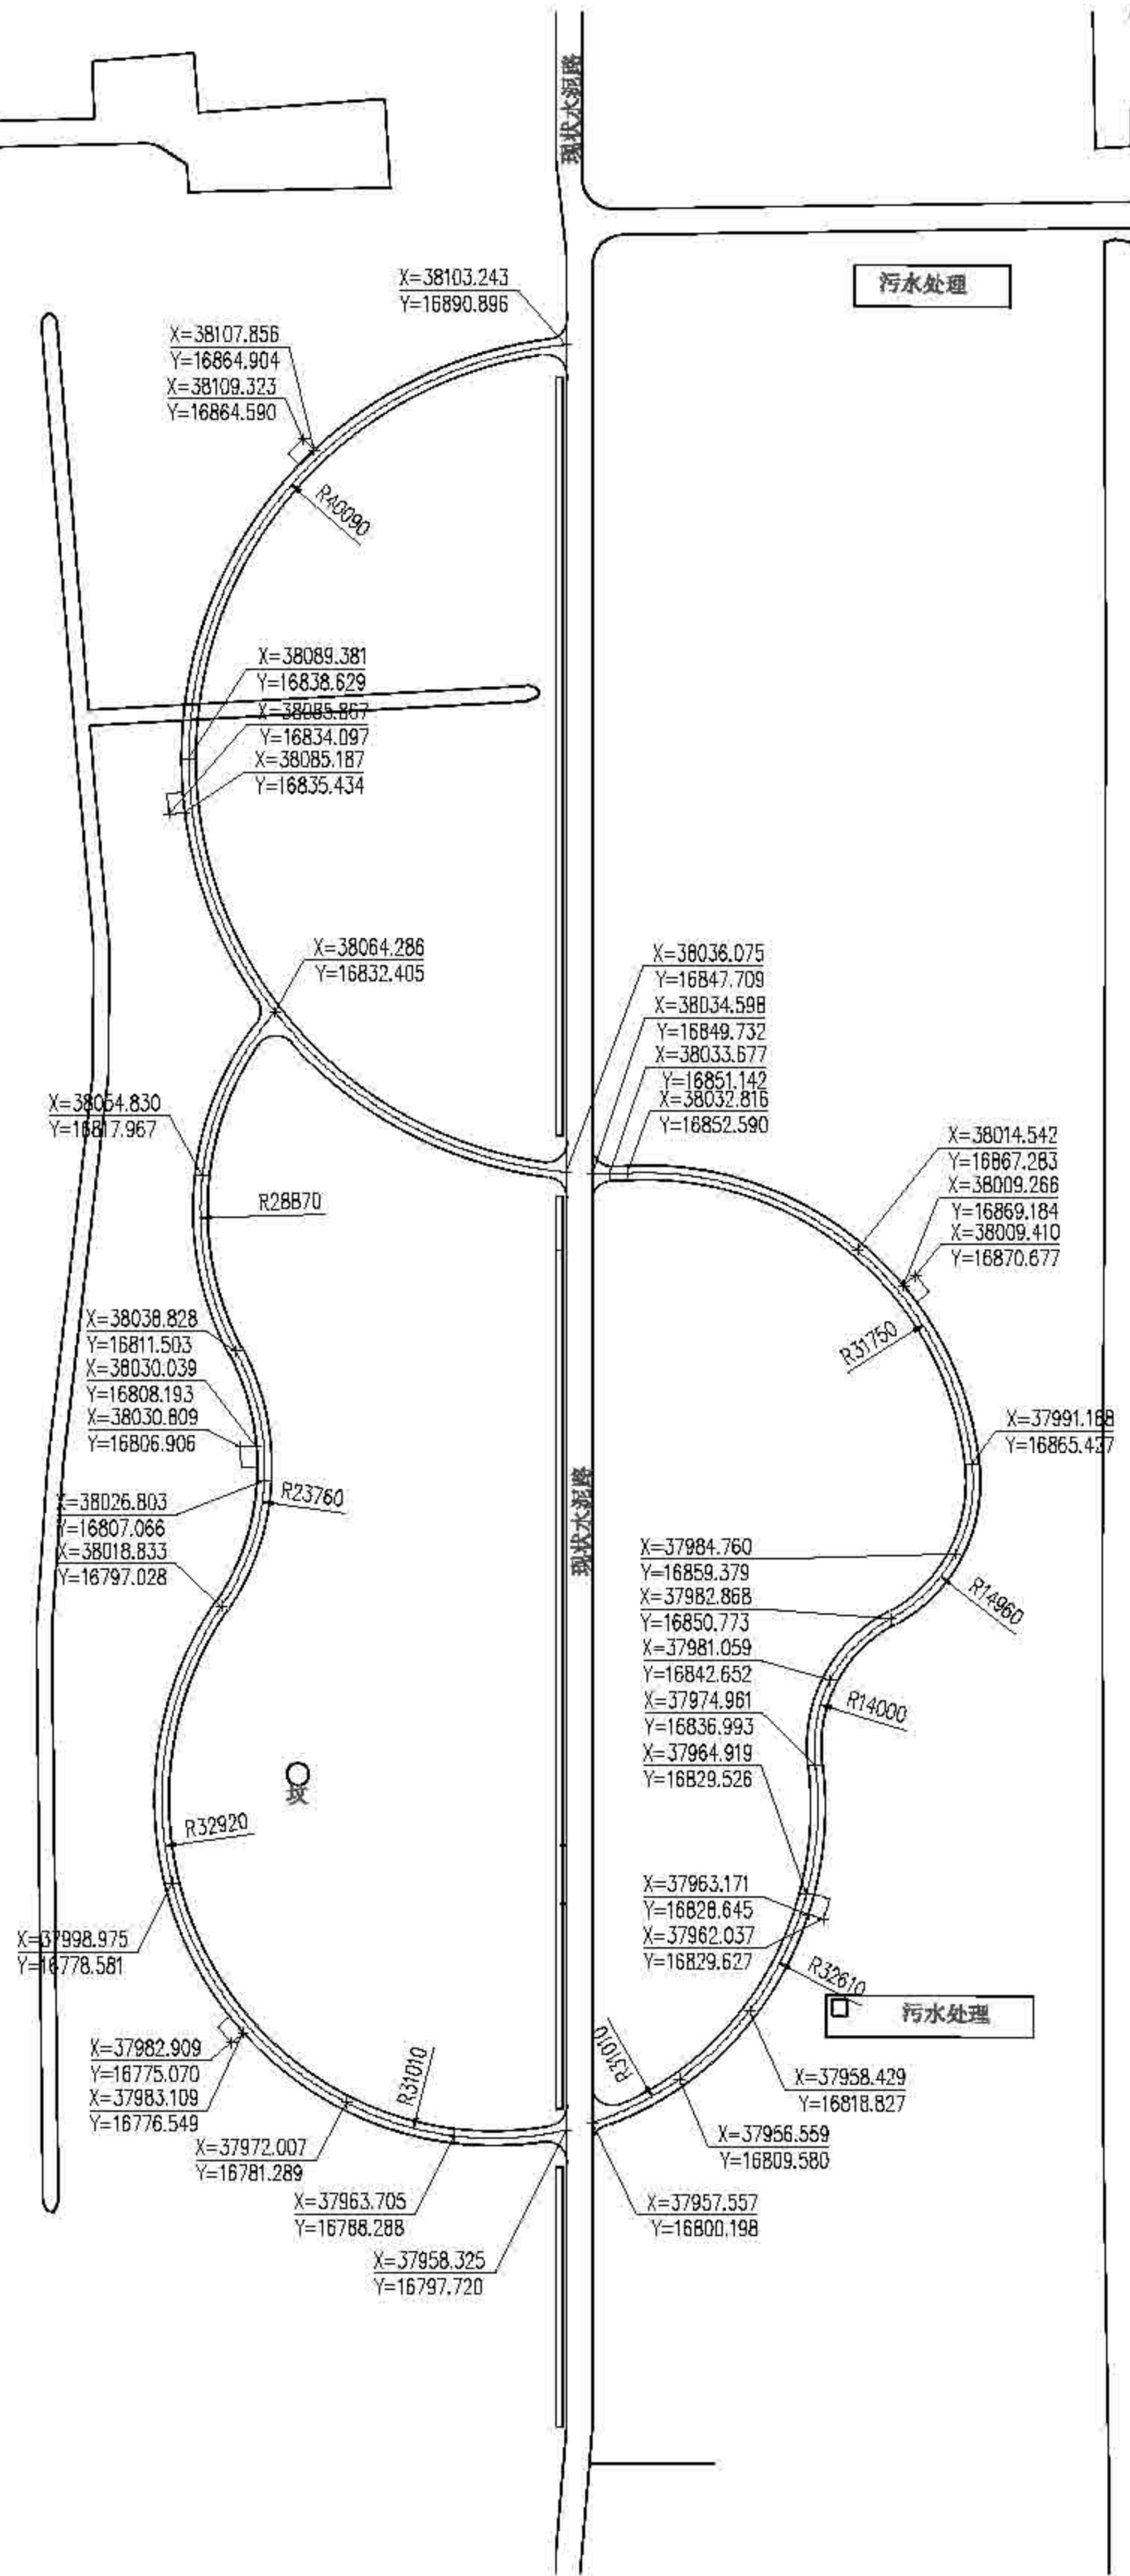 现状水泥路
污水处理
X=38103.243
Y=16890.896
X=38107.856
Y=16864.904
X=38109.323
Y=16864.590
R40090
X=38089.381
Y=16838.629
X=38085.867
Y=16834.097
X=38085.187
Y=16835.434
X=38064.286
Y=16832.405
X=38036.075
Y=16847.709
X=38034.598
Y=16849.732
X=38033.677
Y=16851.142
X=38032.816
Y=16852.590
X=38054.830
Y=16817.967
X=38014.542
Y=16867.283
X=38009.266
Y=16869.184
X=38009.410
Y=16870.677
R28870
X=38038.828
Y=16811.503
X=38030.039
Y=16808.193
X=38030.809
Y=16806.906
R31750
X=37991.168
Y=16865.427
R23760
X=38026.803
Y=16807.066
X=38018.833
Y=16797.028
现状水泥路
X=37984.760
Y=16859.379
X=37982.868
Y=16850.773
X=37981.059
Y=16842.652
X=37974.961
Y=16836.993
X=37964.919
Y=16829.526
R14960
R14000
坟
R32920
X=37963.171
Y=16828.645
X=37962.037
Y=16829.627
X=37998.975
Y=16778.581
R32610
污水处理
X=37982.909
Y=16775.070
X=37983.109
Y=16776.549
R31010
R31010
X=37958.429
Y=16818.827
X=37972.007
Y=16781.289
X=37956.559
Y=16809.580
X=37963.705
Y=16788.288
X=37957.557
Y=16800.198
X=37958.325
Y=16797.720